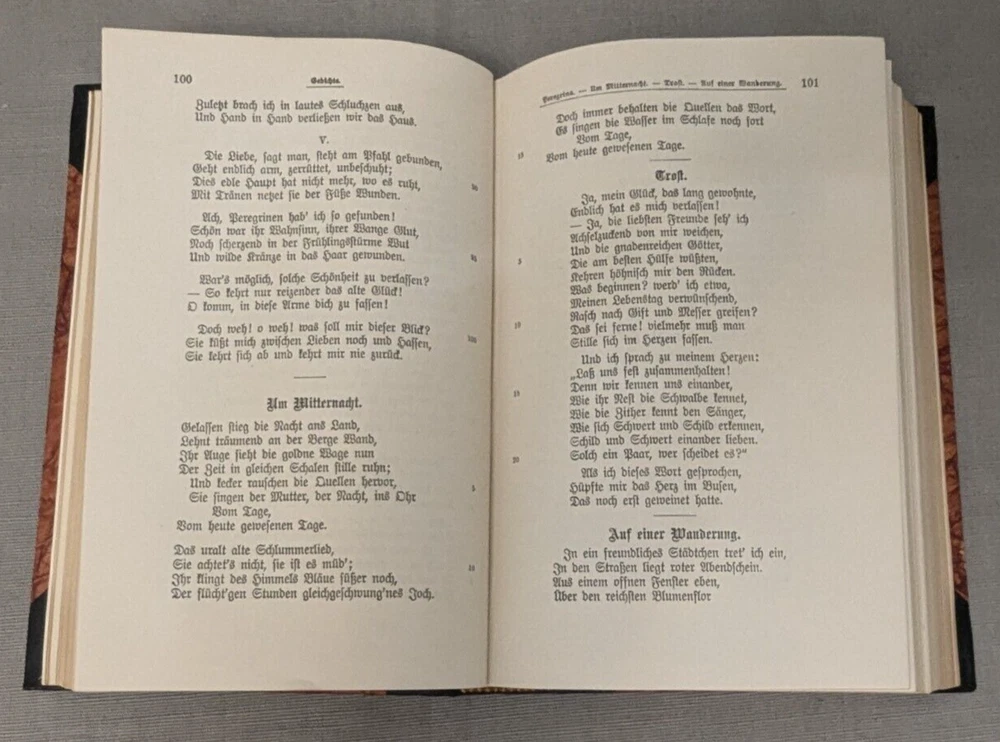 100
Gedichte.
Zuletzt brach ich in lautes Schluchzen aus,
Und Hand in Hand verließen wir das Haus.
V.
Die Liebe, sagt man, steht am Pfahl gebunden,
Geht endlich arm, zerrüttet, unbeschuht;
Dies edle Haupt hat nicht mehr, wo es ruht,
90
Mit Tränen netzet sie der Füße Wunden.
Ach, Peregrinen hab' ich so gefunden!
Schön war ihr Wahnsinn, ihrer Wange Glut,
Noch scherzend in der Frühlingsstürme Wut
Und wilde Kränze in das Haar gewunden.
95
War's möglich, solche Schönheit zu verlassen?
— So kehrt nur reizender das alte Glück!
O komm, in diese Arme dich zu fassen!
Doch weh! o weh! was soll mir dieser Blick?
Sie küßt mich zwischen Lieben noch und Hassen,
100
Sie kehrt sich ab und kehrt mir nie zurück.
Um Mitternacht.
Gelassen stieg die Nacht ans Land,
Lehnt träumend an der Berge Wand,
Ihr Auge sieht die goldne Wage nun
Der Zeit in gleichen Schalen stille ruhn;
Und kecker rauschen die Quellen hervor,
5
Sie singen der Mutter, der Nacht, ins Ohr
Vom Tage,
Vom heute gewesenen Tage.
Das uralt alte Schlummerlied,
Sie achtet's nicht, sie ist es müd';
10
Ihr klingt des Himmels Bläue süßer noch,
Der flücht'gen Stunden gleichgeschwung'nes Joch.
Peregrina. — Um Mitternacht. — Trost. — Auf einer Wanderung.
101
Doch immer behalten die Quellen das Wort,
Es singen die Wasser im Schlafe noch fort
Vom Tage,
15
Vom heute gewesenen Tage.
Trost.
Ja, mein Glück, das lang gewohnte,
Endlich hat es mich verlassen!
— Ja, die liebsten Freunde seh' ich
Achselzuckend von mir weichen,
Und die gnadenreichen Götter,
5
Die am besten Hülfe wüßten,
Kehren höhnisch mir den Rücken.
Was beginnen? werd' ich etwa,
Meinen Lebenstag verwünschend,
Rasch nach Gift und Messer greifen?
10
Das sei ferne! vielmehr muß man
Stille sich im Herzen fassen.
Und ich sprach zu meinem Herzen:
„Laß uns fest zusammenhalten!
Denn wir kennen uns einander,
15
Wie ihr Nest die Schwalbe kennet,
Wie die Zither kennt den Sänger,
Wie sich Schwert und Schild erkennen,
Schild und Schwert einander lieben.
Solch ein Paar, wer scheidet es?“
20
Als ich dieses Wort gesprochen,
Hüpfte mir das Herz im Busen,
Das noch erst geweinet hatte.
Auf einer Wanderung.
In ein freundliches Städtchen tret' ich ein,
In den Straßen liegt roter Abendschein.
Aus einem offnen Fenster eben,
Über den reichsten Blumenflor